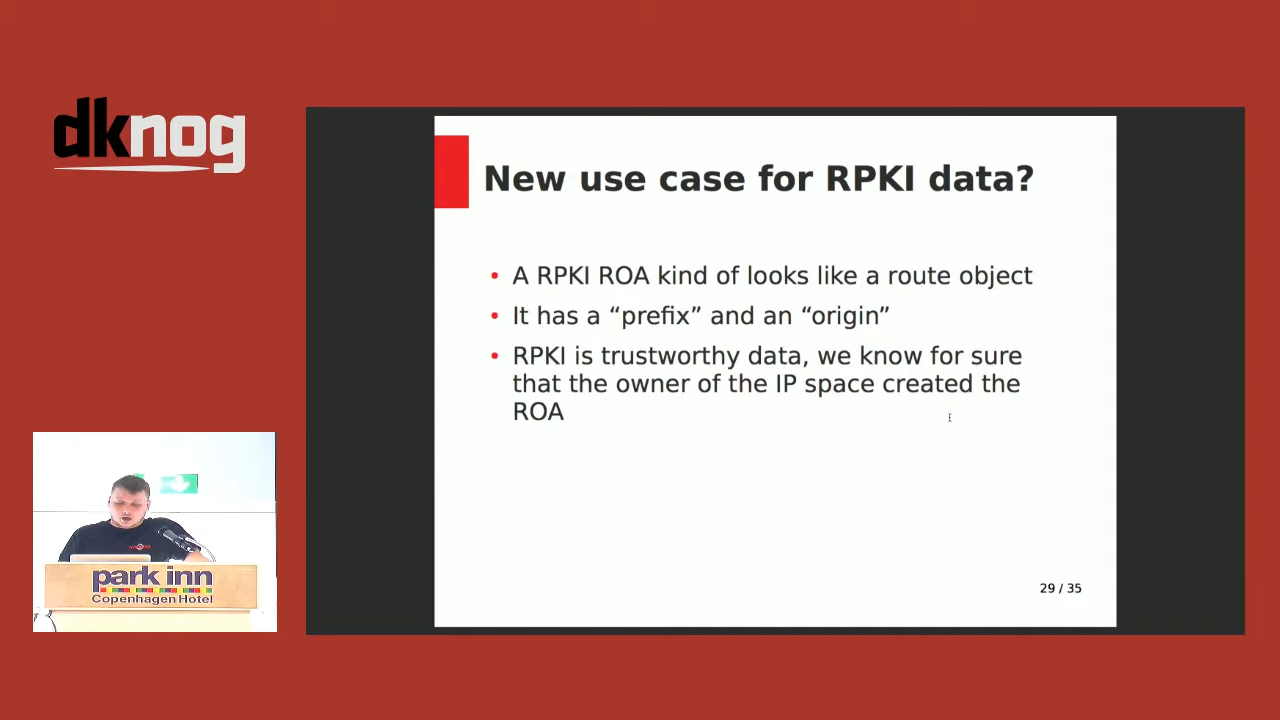 dknog
New use case for RPKI data?
• A RPKI ROA kind of looks like a route object
• It has a “prefix” and an “origin”
• RPKI is trustworthy data, we know for sure
that the owner of the IP space created the
ROA
29 / 35
park inn
Copenhagen Hotel